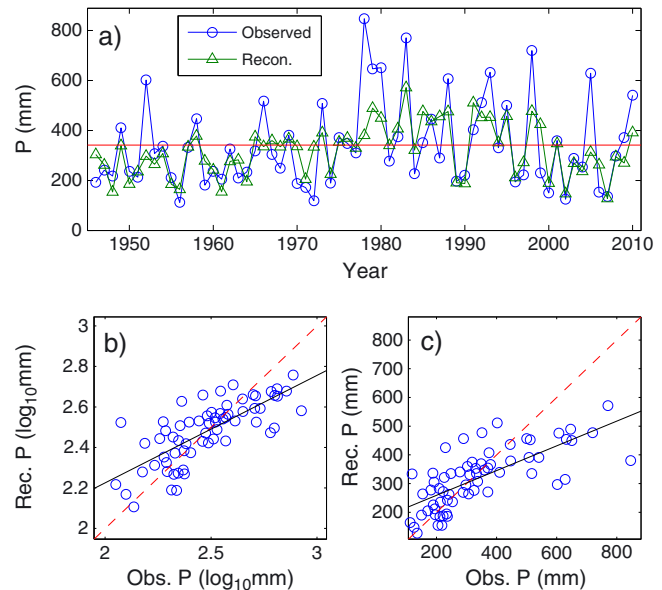 a)
Observed
Recon.
P (mm)
800
600
400
200
0
1950
1960
1970
1980
1990
2000
2010
Year
b)
Rec. P (log10mm)
3
2.8
2.6
2.4
2.2
2
2
2.5
3
Obs. P (log10mm)
c)
Rec. P (mm)
800
700
600
500
400
300
200
200
400
600
800
Obs. P (mm)